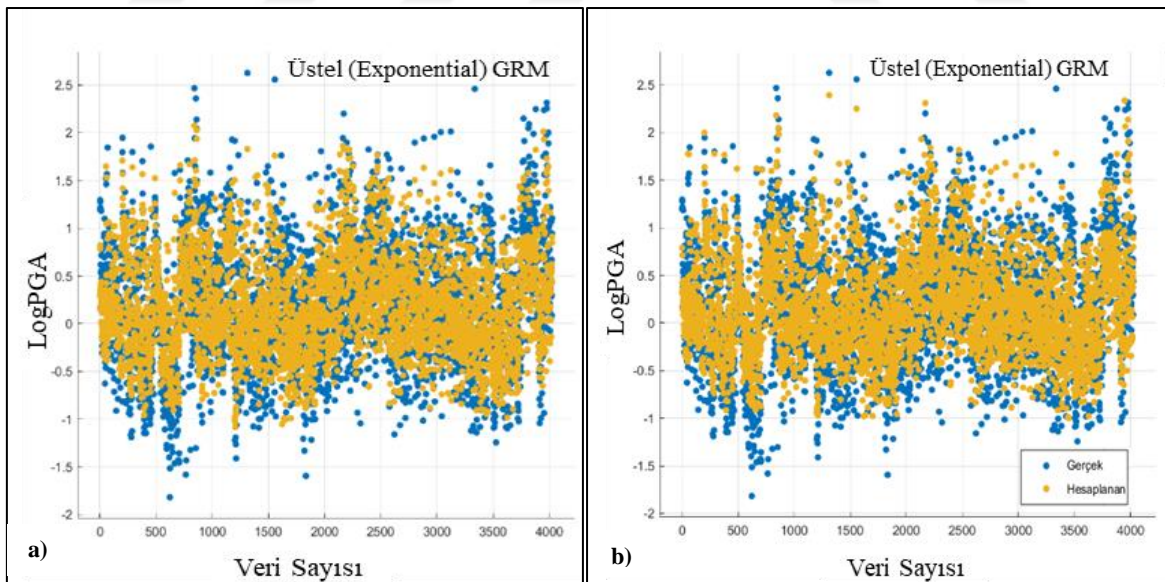 Üstel (Exponential) GRM
2.5
2
1.5
1
0.5
0
-0.5
-1
-1.5
-2
LogPGA
0 500 1000 1500 2000 2500 3000 3500 4000
Veri Sayısı
a)
Üstel (Exponential) GRM
2.5
2
1.5
1
0.5
0
-0.5
-1
-1.5
-2
LogPGA
Gerçek
Hesaplanan
0 500 1000 1500 2000 2500 3000 3500 4000
Veri Sayısı
b)